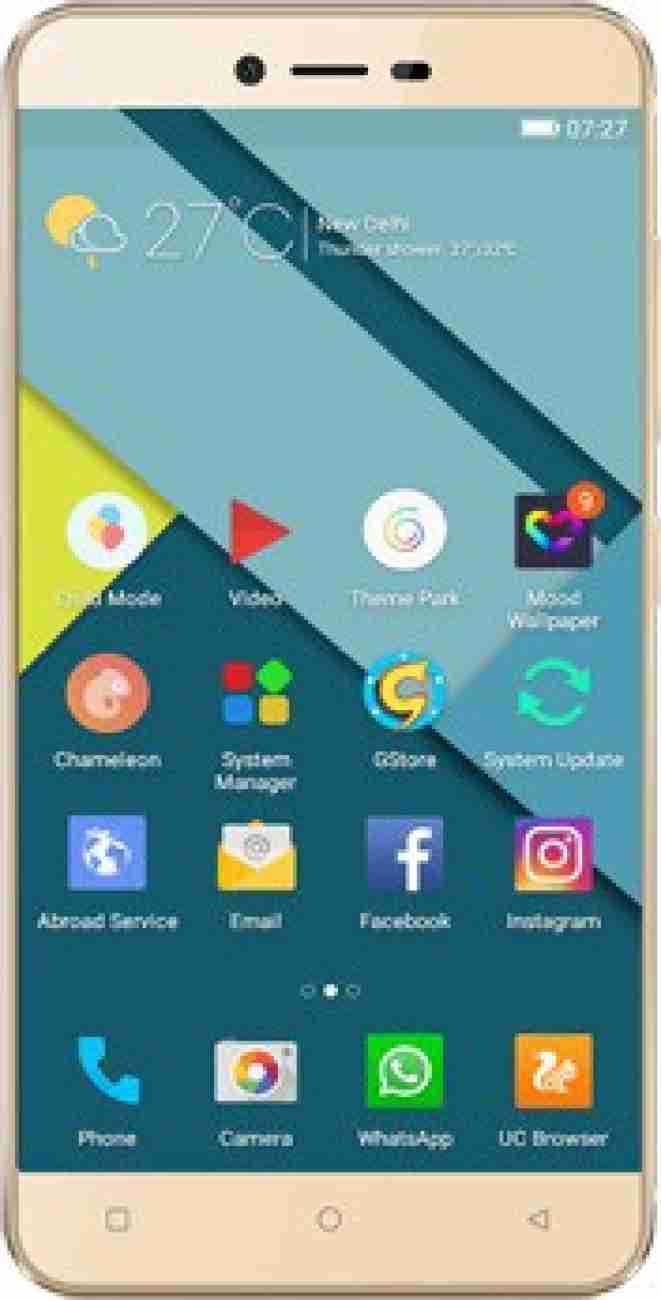 07:27
27°C
New Delhi
Thunder shower
Child Mode
Video
Theme Park
9
Mood
Wallpaper
Chameleon
System
Manager
GStore
System Update
Abroad Service
Email
Facebook
Instagram
Phone
Camera
WhatsApp
UC Browser